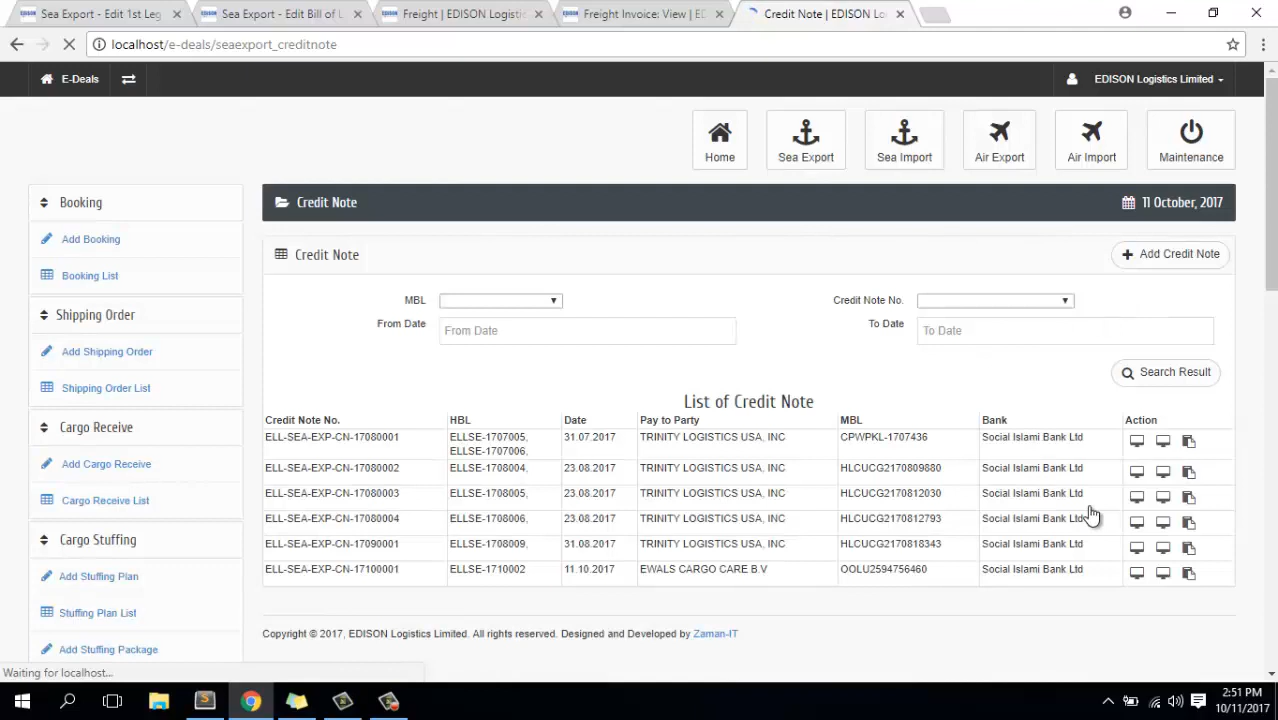 Sea Export - Edit 1st Leg
Sea Export - Edit Bill of L
Freight | EDISON Logistic
Freight Invoice: View | ED
Credit Note | EDISON Lo
localhost/e-deals/seaexport_creditnote
E-Deals
EDISON Logistics Limited
Home
Sea Export
Sea Import
Air Export
Air Import
Maintenance
Booking
Add Booking
Booking List
Shipping Order
Add Shipping Order
Shipping Order List
Cargo Receive
Add Cargo Receive
Cargo Receive List
Cargo Stuffing
Add Stuffing Plan
Stuffing Plan List
Add Stuffing Package
Credit Note
11 October, 2017
Credit Note
Add Credit Note
MBL
Credit Note No.
From Date
From Date
To Date
To Date
Search Result
List of Credit Note
Credit Note No. HBL Date Pay to Party MBL Bank Action
ELL-SEA-EXP-CN-17080001 ELLSE-1707005, 31.07.2017 TRINITY LOGISTICS USA, INC CPWPKL-1707436 Social Islami Bank Ltd
ELLSE-1707006,
ELL-SEA-EXP-CN-17080002 ELLSE-1708004, 23.08.2017 TRINITY LOGISTICS USA, INC HLCUCG2170809880 Social Islami Bank Ltd
ELL-SEA-EXP-CN-17080003 ELLSE-1708005, 23.08.2017 TRINITY LOGISTICS USA, INC HLCUCG2170812030 Social Islami Bank Ltd
ELL-SEA-EXP-CN-17080004 ELLSE-1708006, 23.08.2017 TRINITY LOGISTICS USA, INC HLCUCG2170812793 Social Islami Bank Ltd
ELL-SEA-EXP-CN-17090001 ELLSE-1708009, 31.08.2017 TRINITY LOGISTICS USA, INC HLCUCG2170818343 Social Islami Bank Ltd
ELL-SEA-EXP-CN-17100001 ELLSE-1710002 11.10.2017 EWALS CARGO CARE B.V OOLU2594756460 Social Islami Bank Ltd
Copyright © 2017, EDISON Logistics Limited. All rights reserved. Designed and Developed by Zaman-IT
Waiting for localhost...
2:51 PM
10/11/2017